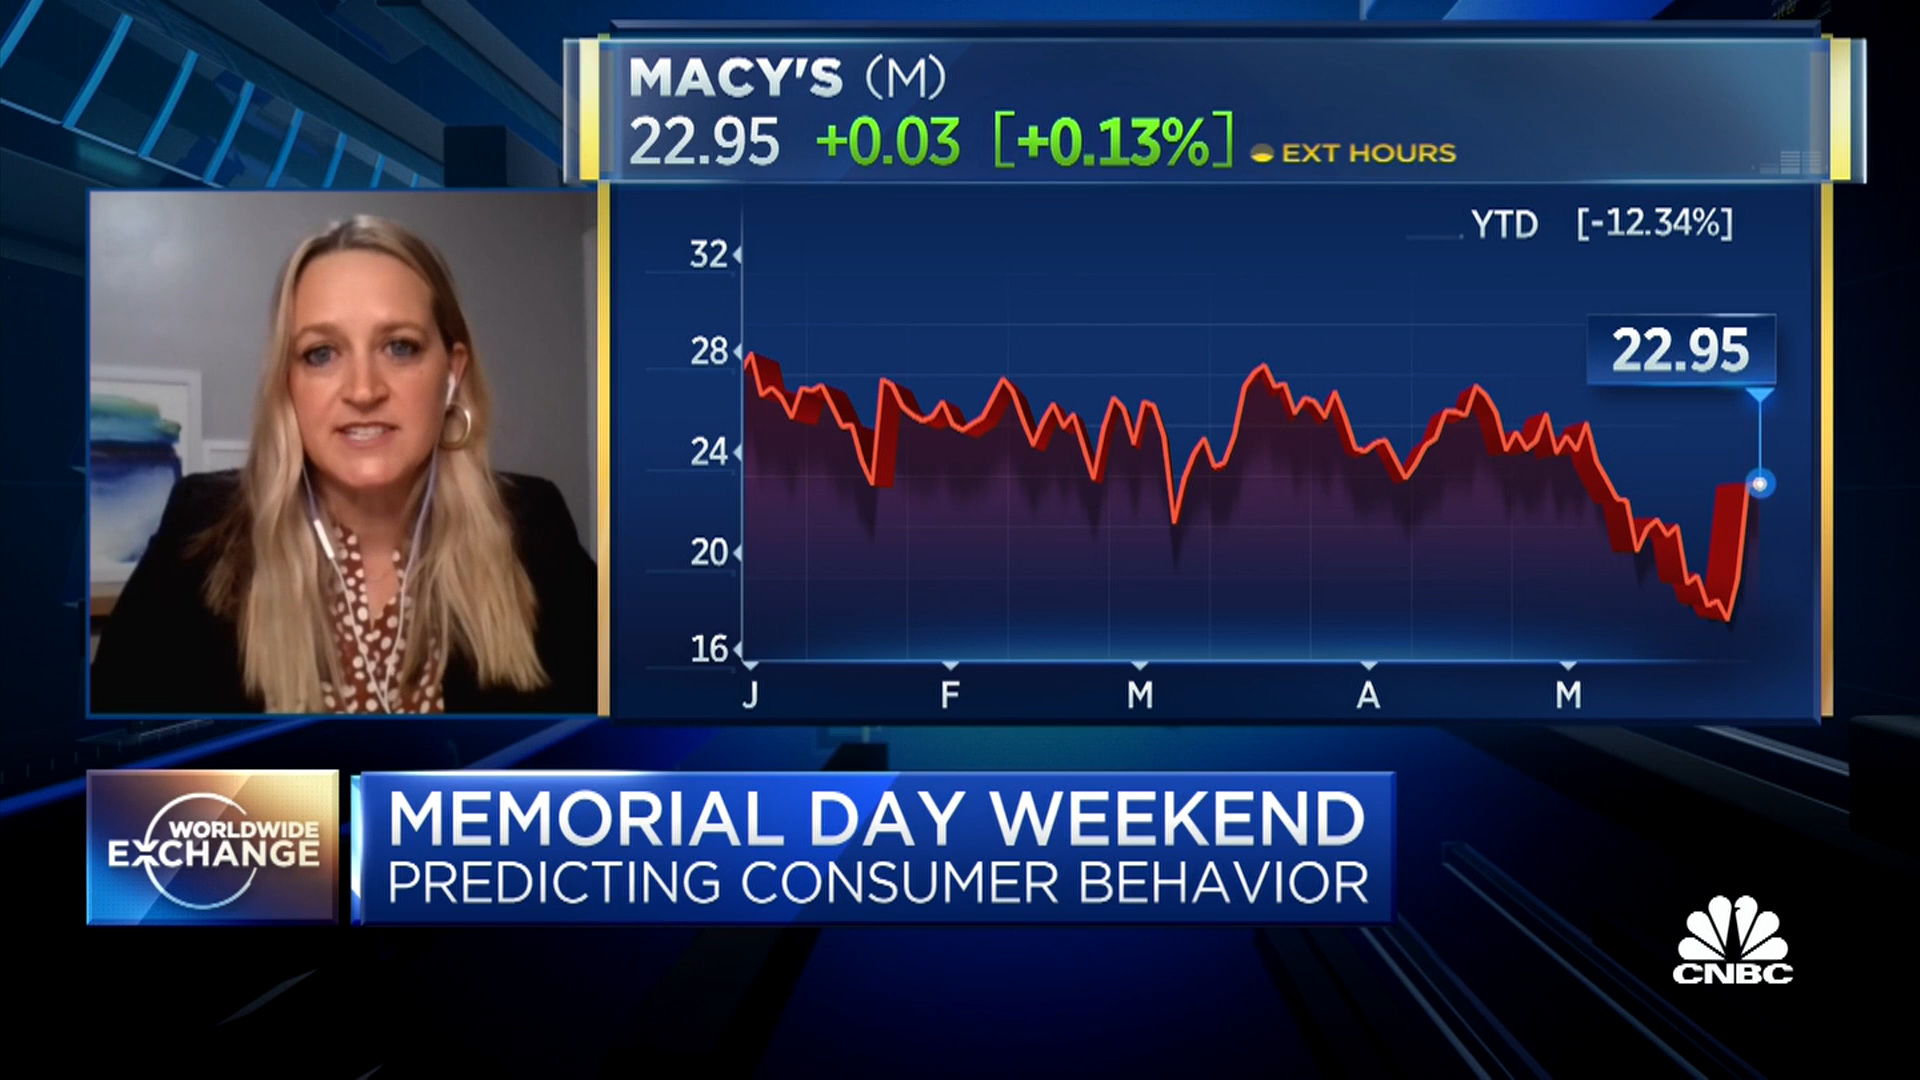 MACY'S (M)
22.95 +0.03 [+0.13%] EXT HOURS
YTD [-12.34%]
32
28
24
20
16
22.95
J F M A M
WORLDWIDE
EXCHANGE
MEMORIAL DAY WEEKEND
PREDICTING CONSUMER BEHAVIOR
CNBC